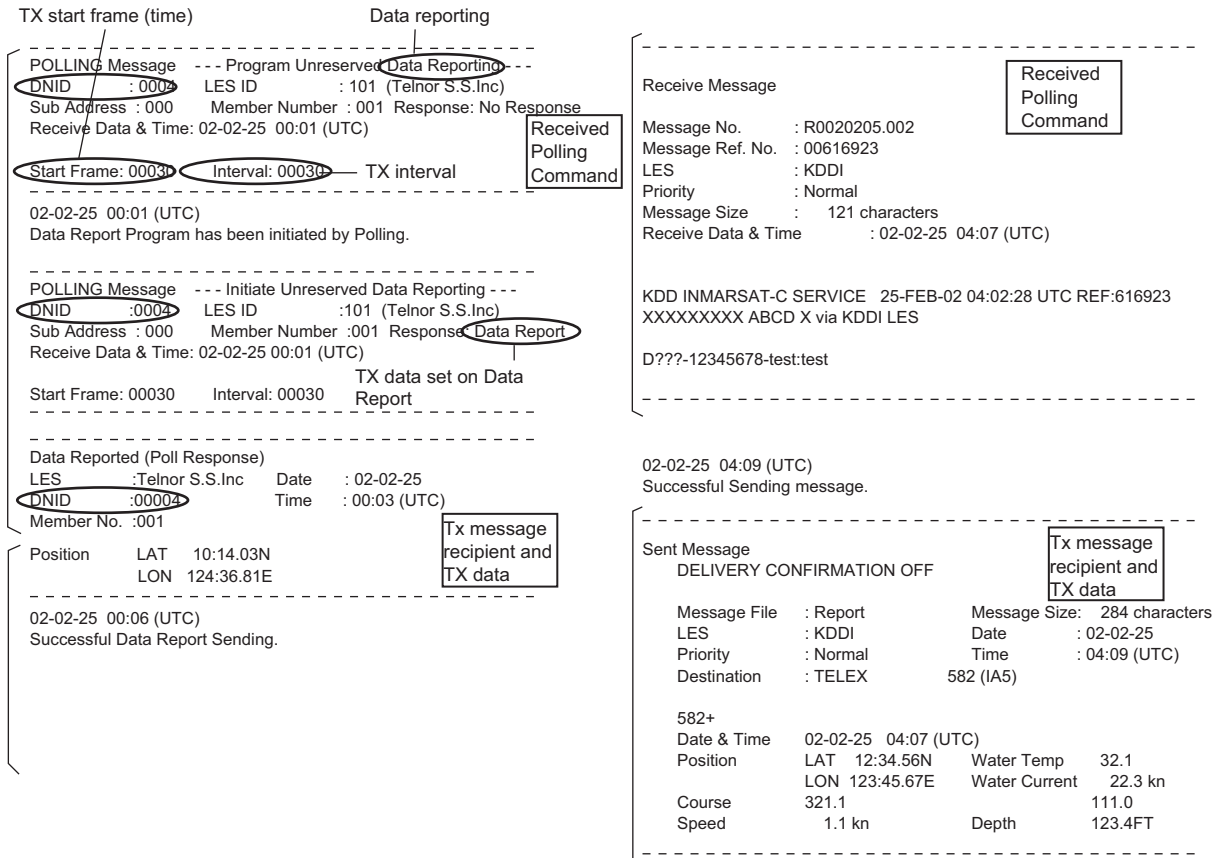 TX start frame (time)
Data reporting
POLLING Message - - - Program Unreserved Data Reporting - - -
DNID : 0004 LES ID : 101 (Telnor S.S.Inc)
Sub Address : 000 Member Number : 001 Response: No Response
Receive Data & Time: 02-02-25 00:01 (UTC)
Received
Polling
Command
Start Frame: 00030 Interval: 00030
TX interval
02-02-25 00:01 (UTC)
Data Report Program has been initiated by Polling.
POLLING Message - - - Initiate Unreserved Data Reporting - - -
DNID :0004 LES ID :101 (Telnor S.S.Inc)
Sub Address : 000 Member Number :001 Response: Data Report
Receive Data & Time: 02-02-25 00:01 (UTC)
TX data set on Data
Report
Start Frame: 00030 Interval: 00030
Data Reported (Poll Response)
LES :Telnor S.S.Inc Date : 02-02-25
DNID :00004 Time : 00:03 (UTC)
Member No. :001
Tx message
recipient and
TX data
Position LAT 10:14.03N
LON 124:36.81E
02-02-25 00:06 (UTC)
Successful Data Report Sending.
Receive Message
Received
Polling
Command
Message No. : R0020205.002
Message Ref. No. : 00616923
LES : KDDI
Priority : Normal
Message Size : 121 characters
Receive Data & Time : 02-02-25 04:07 (UTC)
KDD INMARSAT-C SERVICE 25-FEB-02 04:02:28 UTC REF:616923
XXXXXXXXX ABCD X via KDDI LES
D???-12345678-test:test
02-02-25 04:09 (UTC)
Successful Sending message.
Sent Message
DELIVERY CONFIRMATION OFF
Tx message
recipient and
TX data
Message File : Report Message Size: 284 characters
LES : KDDI Date : 02-02-25
Priority : Normal Time : 04:09 (UTC)
Destination : TELEX 582 (IA5)
582+
Date & Time 02-02-25 04:07 (UTC)
Position LAT 12:34.56N Water Temp 32.1
LON 123:45.67E Water Current 22.3 kn
Course 321.1 111.0
Speed 1.1 kn Depth 123.4FT